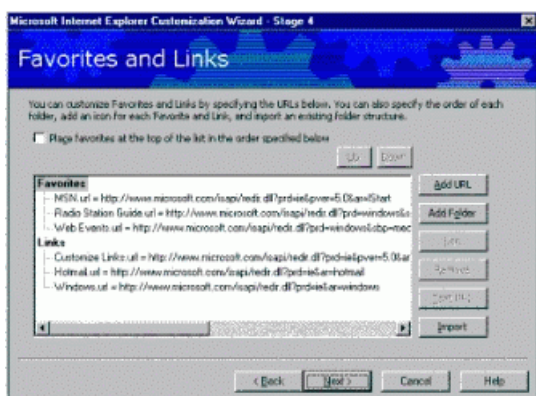 Microsoft Internet Explorer Customization Wizard - Stage 4
Favorites and Links
You can customize Favorites and Links by specifying the URLs below. You can also specify the order of each
folder, add an icon for each Favorite and Link, and import an existing folder structure.
Place favorites at the top of the list in the order specified below
Up Down
Favorites
MSN.url = http://www.microsoft.com/isapi/redir.dll?prd=ie&pver=5.0&ar=IStart
Radio Station Guide.url = http://www.microsoft.com/isapi/redir.dll?prd=windows&s
Web Events.url = http://www.microsoft.com/isapi/redir.dll?prd=windows&sbp=med
Links
Customize Links.url = http://www.microsoft.com/isapi/redir.dll?prd=ie&pver=5.0&ar
Hotmail.url = http://www.microsoft.com/isapi/redir.dll?prd=ie&ar=hotmail
Windows.url = http://www.microsoft.com/isapi/redir.dll?prd=ie&ar=windows
Add URL
Add Folder
Edit
Remove
Test URL
Import
< Back Next > Cancel Help